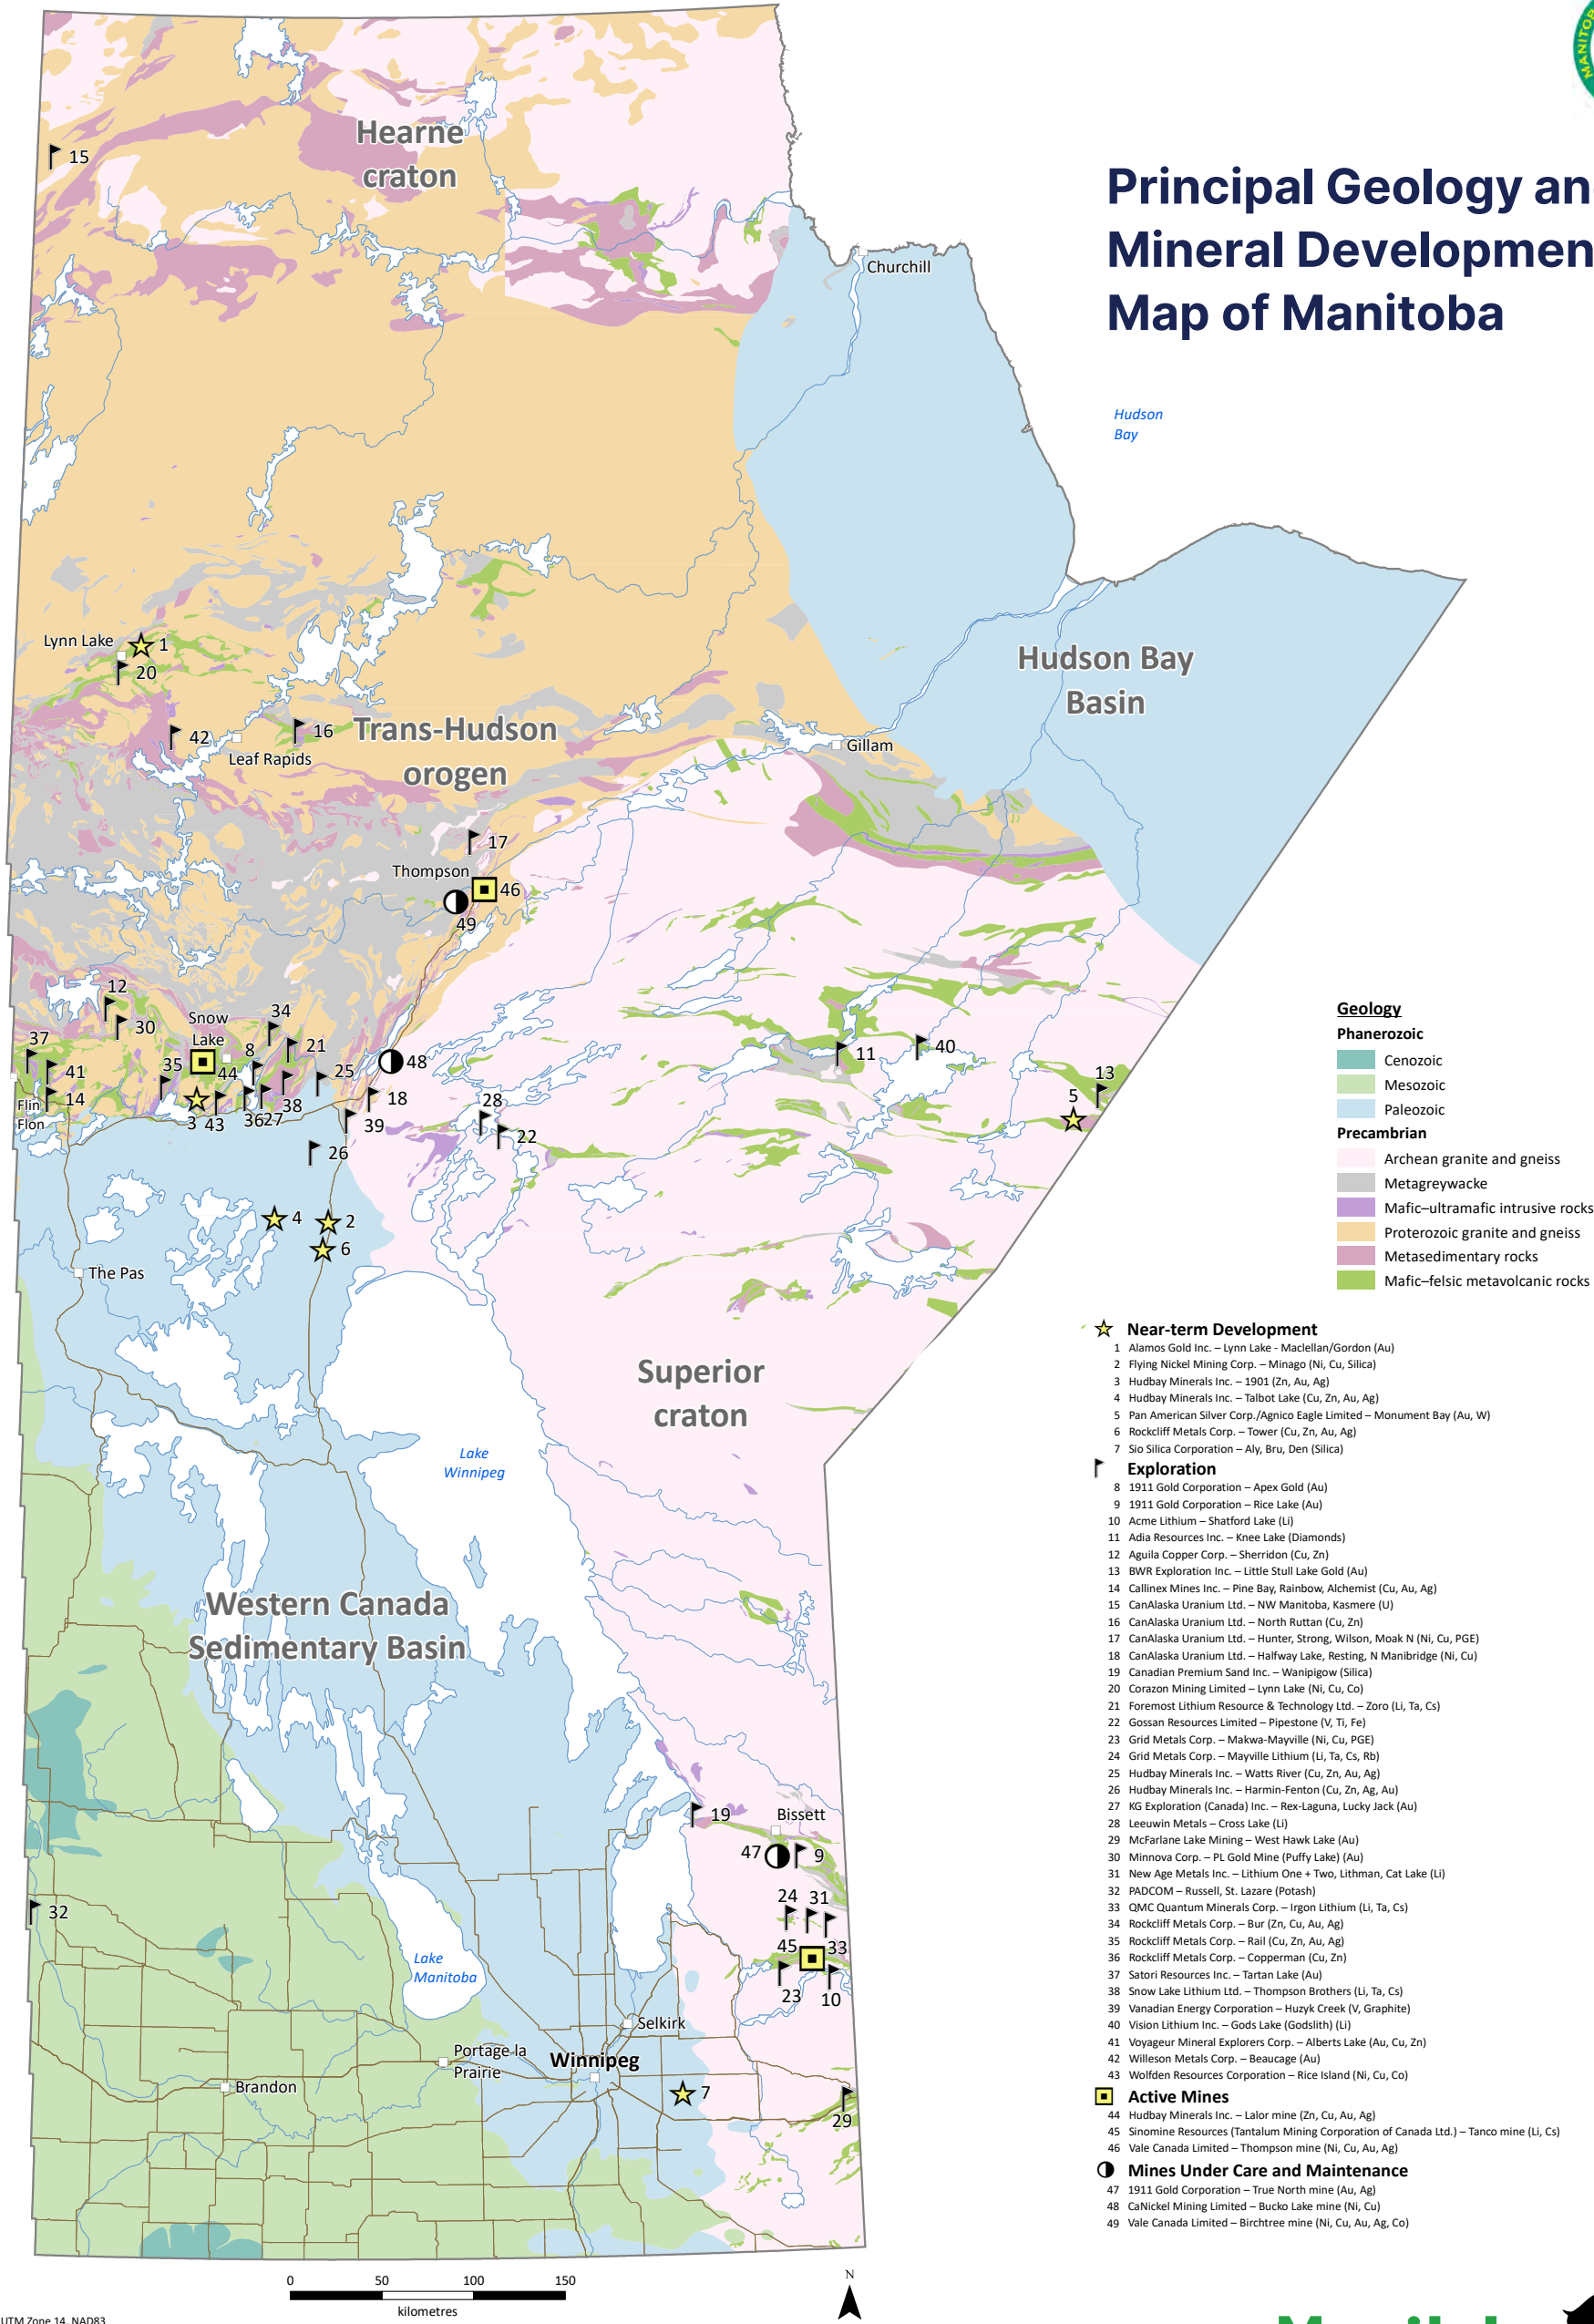 MANITOB
Principal Geology an
Mineral Developmen
Map of Manitoba
Hearne
craton
15
Churchill
Hudson
Bay
Lynn Lake
1
20
Hudson Bay
Basin
42
16
Leaf Rapids
Trans-Hudson
orogen
Gillam
17
Thompson
46
49
12
30
Snow
Lake
34
37
41
14
Flin
Flon
35
44
8
21
25
48
18
38
3
43
36
27
39
26
28
22
11
40
13
5
4
2
6
The Pas
Superior
craton
Lake
Winnipeg
Western Canada
Sedimentary Basin
19
Bissett
47
9
24
31
32
45
33
23
10
Lake
Manitoba
Selkirk
Portage la
Prairie
Winnipeg
Brandon
7
29
Geology
Phanerozoic
Cenozoic
Mesozoic
Paleozoic
Precambrian
Archean granite and gneiss
Metagreywacke
Mafic–ultramafic intrusive rocks
Proterozoic granite and gneiss
Metasedimentary rocks
Mafic–felsic metavolcanic rocks
Near-term Development
1 Alamos Gold Inc. – Lynn Lake - Maclellan/Gordon (Au)
2 Flying Nickel Mining Corp. – Minago (Ni, Cu, Silica)
3 Hudbay Minerals Inc. – 1901 (Zn, Au, Ag)
4 Hudbay Minerals Inc. – Talbot Lake (Cu, Zn, Au, Ag)
5 Pan American Silver Corp./Agnico Eagle Limited – Monument Bay (Au, W)
6 Rockcliff Metals Corp. – Tower (Cu, Zn, Au, Ag)
7 Sio Silica Corporation – Aly, Bru, Den (Silica)
Exploration
8 1911 Gold Corporation – Apex Gold (Au)
9 1911 Gold Corporation – Rice Lake (Au)
10 Acme Lithium – Shatford Lake (Li)
11 Adia Resources Inc. – Knee Lake (Diamonds)
12 Aguila Copper Corp. – Sherridon (Cu, Zn)
13 BWR Exploration Inc. – Little Stull Lake Gold (Au)
14 Callinex Mines Inc. – Pine Bay, Rainbow, Alchemist (Cu, Au, Ag)
15 CanAlaska Uranium Ltd. – NW Manitoba, Kasmere (U)
16 CanAlaska Uranium Ltd. – North Ruttan (Cu, Zn)
17 CanAlaska Uranium Ltd. – Hunter, Strong, Wilson, Moak N (Ni, Cu, PGE)
18 CanAlaska Uranium Ltd. – Halfway Lake, Resting, N Manibridge (Ni, Cu)
19 Canadian Premium Sand Inc. – Wanipigow (Silica)
20 Corazon Mining Limited – Lynn Lake (Ni, Cu, Co)
21 Foremost Lithium Resource & Technology Ltd. – Zoro (Li, Ta, Cs)
22 Gossan Resources Limited – Pipestone (V, Ti, Fe)
23 Grid Metals Corp. – Makwa-Mayville (Ni, Cu, PGE)
24 Grid Metals Corp. – Mayville Lithium (Li, Ta, Cs, Rb)
25 Hudbay Minerals Inc. – Watts River (Cu, Zn, Au, Ag)
26 Hudbay Minerals Inc. – Harmin-Fenton (Cu, Zn, Ag, Au)
27 KG Exploration (Canada) Inc. – Rex-Laguna, Lucky Jack (Au)
28 Leeuwin Metals – Cross Lake (Li)
29 McFarlane Lake Mining – West Hawk Lake (Au)
30 Minnova Corp. – PL Gold Mine (Puffy Lake) (Au)
31 New Age Metals Inc. – Lithium One + Two, Lithman, Cat Lake (Li)
32 PADCOM – Russell, St. Lazare (Potash)
33 QMC Quantum Minerals Corp. – Irgon Lithium (Li, Ta, Cs)
34 Rockcliff Metals Corp. – Bur (Zn, Cu, Au, Ag)
35 Rockcliff Metals Corp. – Rail (Cu, Zn, Au, Ag)
36 Rockcliff Metals Corp. – Copperman (Cu, Zn)
37 Satori Resources Inc. – Tartan Lake (Au)
38 Snow Lake Lithium Ltd. – Thompson Brothers (Li, Ta, Cs)
39 Vanadian Energy Corporation – Huzyk Creek (V, Graphite)
40 Vision Lithium Inc. – Gods Lake (Godslith) (Li)
41 Voyageur Mineral Explorers Corp. – Alberts Lake (Au, Cu, Zn)
42 Willeson Metals Corp. – Beaucage (Au)
43 Wolfden Resources Corporation – Rice Island (Ni, Cu, Co)
Active Mines
44 Hudbay Minerals Inc. – Lalor mine (Zn, Cu, Au, Ag)
45 Sinomine Resources (Tantalum Mining Corporation of Canada Ltd.) – Tanco mine (Li, Cs)
46 Vale Canada Limited – Thompson mine (Ni, Cu, Au, Ag)
Mines Under Care and Maintenance
47 1911 Gold Corporation – True North mine (Au, Ag)
48 CaNickel Mining Limited – Bucko Lake mine (Ni, Cu)
49 Vale Canada Limited – Birchtree mine (Ni, Cu, Au, Ag, Co)
0 50 100 150
kilometres
N
UTM Zone 14, NAD83